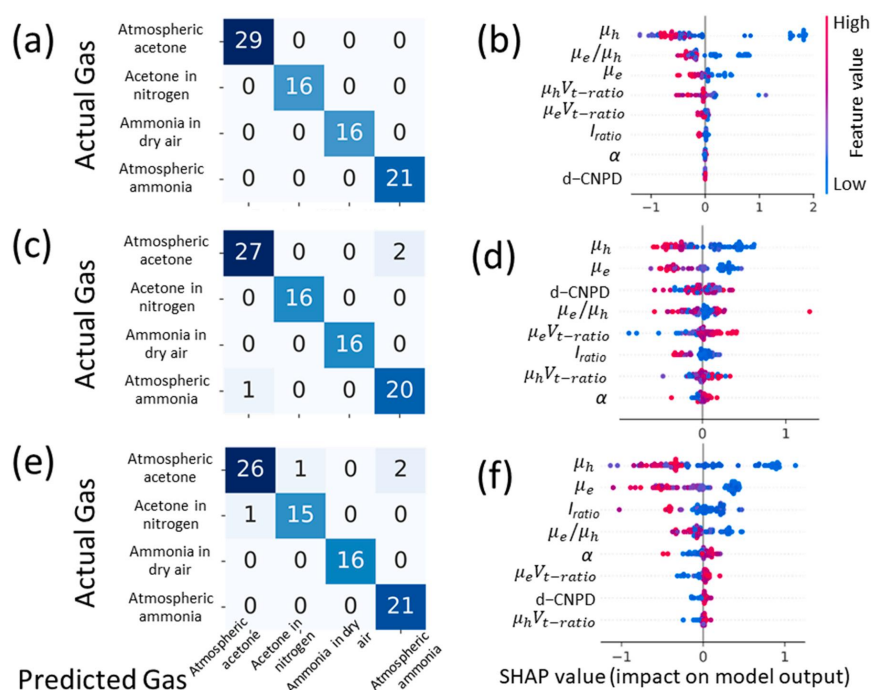 (a)
Actual Gas
Atmospheric
acetone
29 0 0 0
Acetone in
nitrogen
0 16 0 0
Ammonia in
dry air
0 0 16 0
Atmospheric
ammonia
0 0 0 21
(b)
μh
μe/μh
μe
μhVt−ratio
μeVt−ratio
Iratio
α
d−CNPD
−1 0 1 2
High
Feature value
Low
(c)
Actual Gas
Atmospheric
acetone
27 0 0 2
Acetone in
nitrogen
0 16 0 0
Ammonia in
dry air
0 0 16 0
Atmospheric
ammonia
1 0 0 20
(d)
μh
μe
d−CNPD
μe/μh
μeVt−ratio
Iratio
μhVt−ratio
α
0 1
(e)
Actual Gas
Atmospheric
acetone
26 1 0 2
Acetone in
nitrogen
1 15 0 0
Ammonia in
dry air
0 0 16 0
Atmospheric
ammonia
0 0 0 21
Atmospheric
acetone
Acetone in
nitrogen
Ammonia in dry
air
Atmospheric
ammonia
Predicted Gas
(f)
μh
μe
Iratio
μe/μh
α
μeVt−ratio
d−CNPD
μhVt−ratio
−1 0 1
SHAP value (impact on model output)